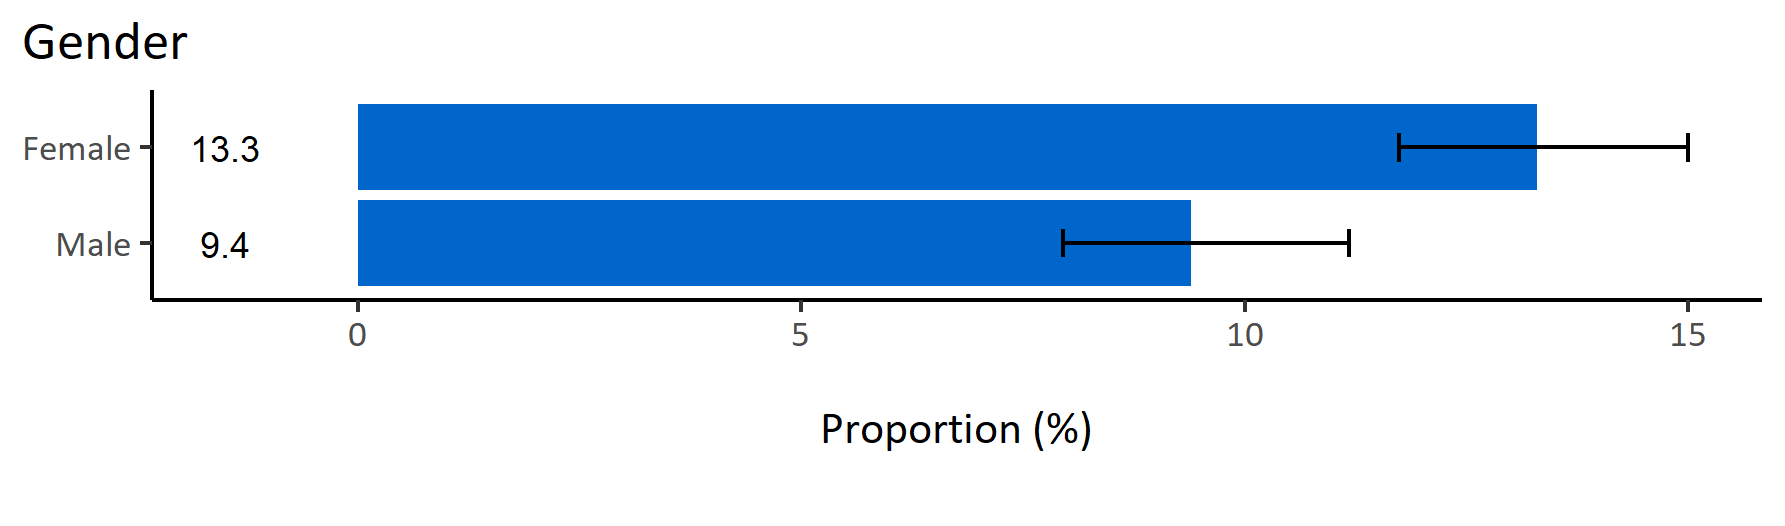 Gender
Female 13.3
Male 9.4
0 5 10 15
Proportion (%)